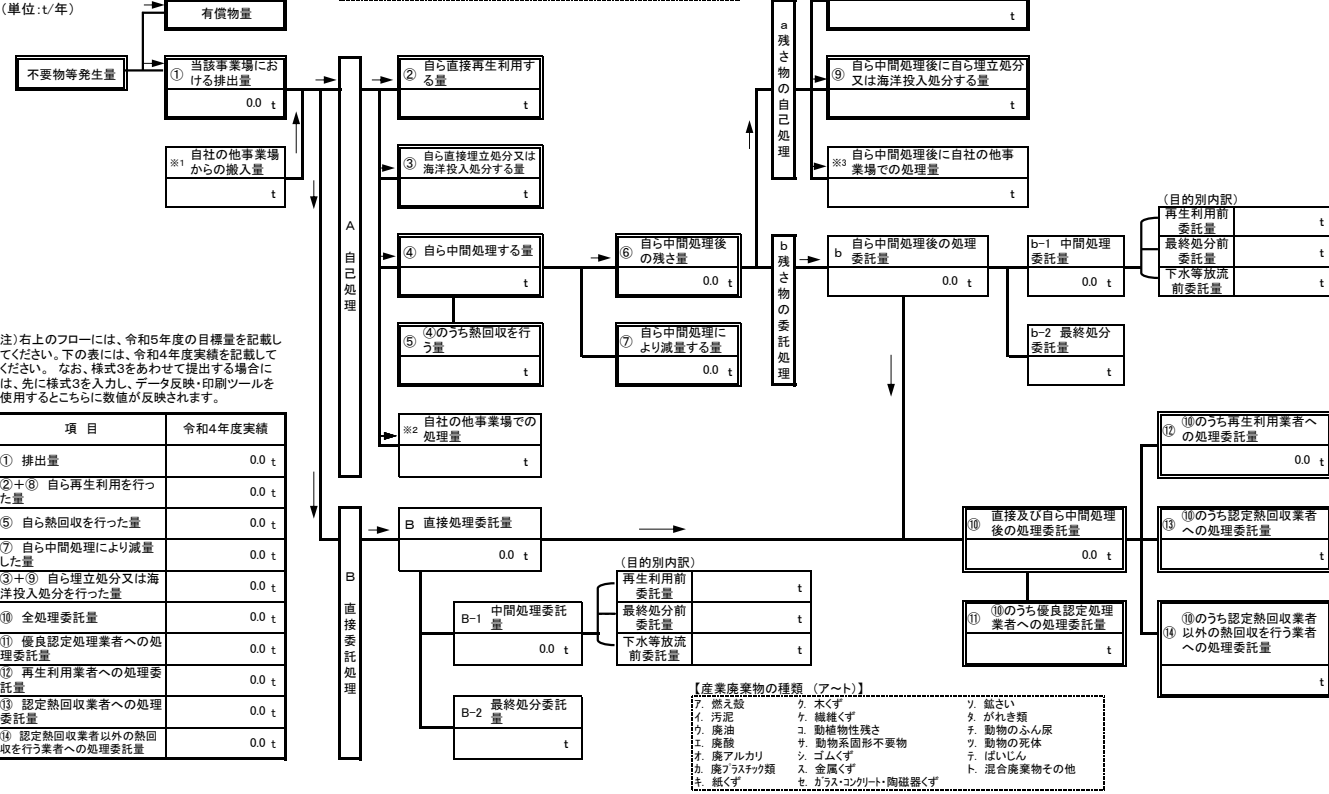 (単位:t/年)
有償物量
t
不要物等発生量
① 当該事業場にお
ける排出量
0.0 t
※1 自社の他事業場
からの搬入量
t
A 自己処理
② 自ら直接再生利用す
る量
t
③ 自ら直接埋立処分又は
海洋投入処分する量
t
④ 自ら中間処理する量
t
⑤ ④のうち熱回収を行
う量
t
※2 自社の他事業場での
処理量
t
⑥ 自ら中間処理後
の残さ量
0.0 t
⑦ 自ら中間処理に
より減量する量
0.0 t
a 残さ物の自己処理
⑨ 自ら中間処理後に自ら埋立処分
又は海洋投入処分する量
t
※3 自ら中間処理後に自社の他事
業場での処理量
t
b 残さ物の委託処理
b 自ら中間処理後の処理
委託量
0.0 t
b-1 中間処理
委託量
0.0 t
b-2 最終処分
委託量
t
(目的別内訳)
再生利用前
委託量
t
最終処分前
委託量
t
下水等放流
前委託量
t
注)右上のフローには、令和5年度の目標量を記載し
てください。下の表には、令和4年度実績を記載して
ください。 なお、様式3をあわせて提出する場合に
は、先に様式3を入力し、データ反映・印刷ツールを
使用するとこちらに数値が反映されます。
項 目 令和4年度実績
① 排出量 0.0 t
②+⑧ 自ら再生利用を行っ
た量 0.0 t
⑤ 自ら熱回収を行った量 0.0 t
⑦ 自ら中間処理により減量
した量 0.0 t
③+⑨ 自ら埋立処分又は海
洋投入処分を行った量 0.0 t
⑩ 全処理委託量 0.0 t
⑪ 優良認定処理業者への処
理委託量 0.0 t
⑫ 再生利用業者への処理委
託量 0.0 t
⑬ 認定熱回収業者への処理
委託量 0.0 t
⑭ 認定熱回収業者以外の熱回
収を行う業者への処理委託量 0.0 t
B 直接委託処理
B 直接処理委託量
0.0 t
B-1 中間処理委託
量
0.0 t
B-2 最終処分委託
量
t
(目的別内訳)
再生利用前
委託量
t
最終処分前
委託量
t
下水等放流
前委託量
t
⑩ 直接及び自ら中間処理
後の処理委託量
0.0 t
⑪ ⑩のうち優良認定処理
業者への処理委託量
t
⑫ ⑩のうち再生利用業者へ
の処理委託量
0.0 t
⑬ ⑩のうち認定熱回収業者
への処理委託量
t
⑭ ⑩のうち認定熱回収業者
以外の熱回収を行う業者
への処理委託量
t
【産業廃棄物の種類 (ア~ト)】
ア. 燃え殻 ク. 木くず ソ. 鉱さい
イ. 汚泥 ケ. 繊維くず タ. がれき類
ウ. 廃油 コ. 動植物性残さ チ. 動物のふん尿
エ. 廃酸 サ. 動物系固形不要物 ツ. 動物の死体
オ. 廃アルカリ シ. ゴムくず テ. ばいじん
カ. 廃プラスチック類 ス. 金属くず ト. 混合廃棄物その他
キ. 紙くず セ. ガラス・コンクリート・陶磁器くず